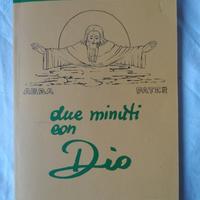 ABBA PATER
due minuti
con
Dio